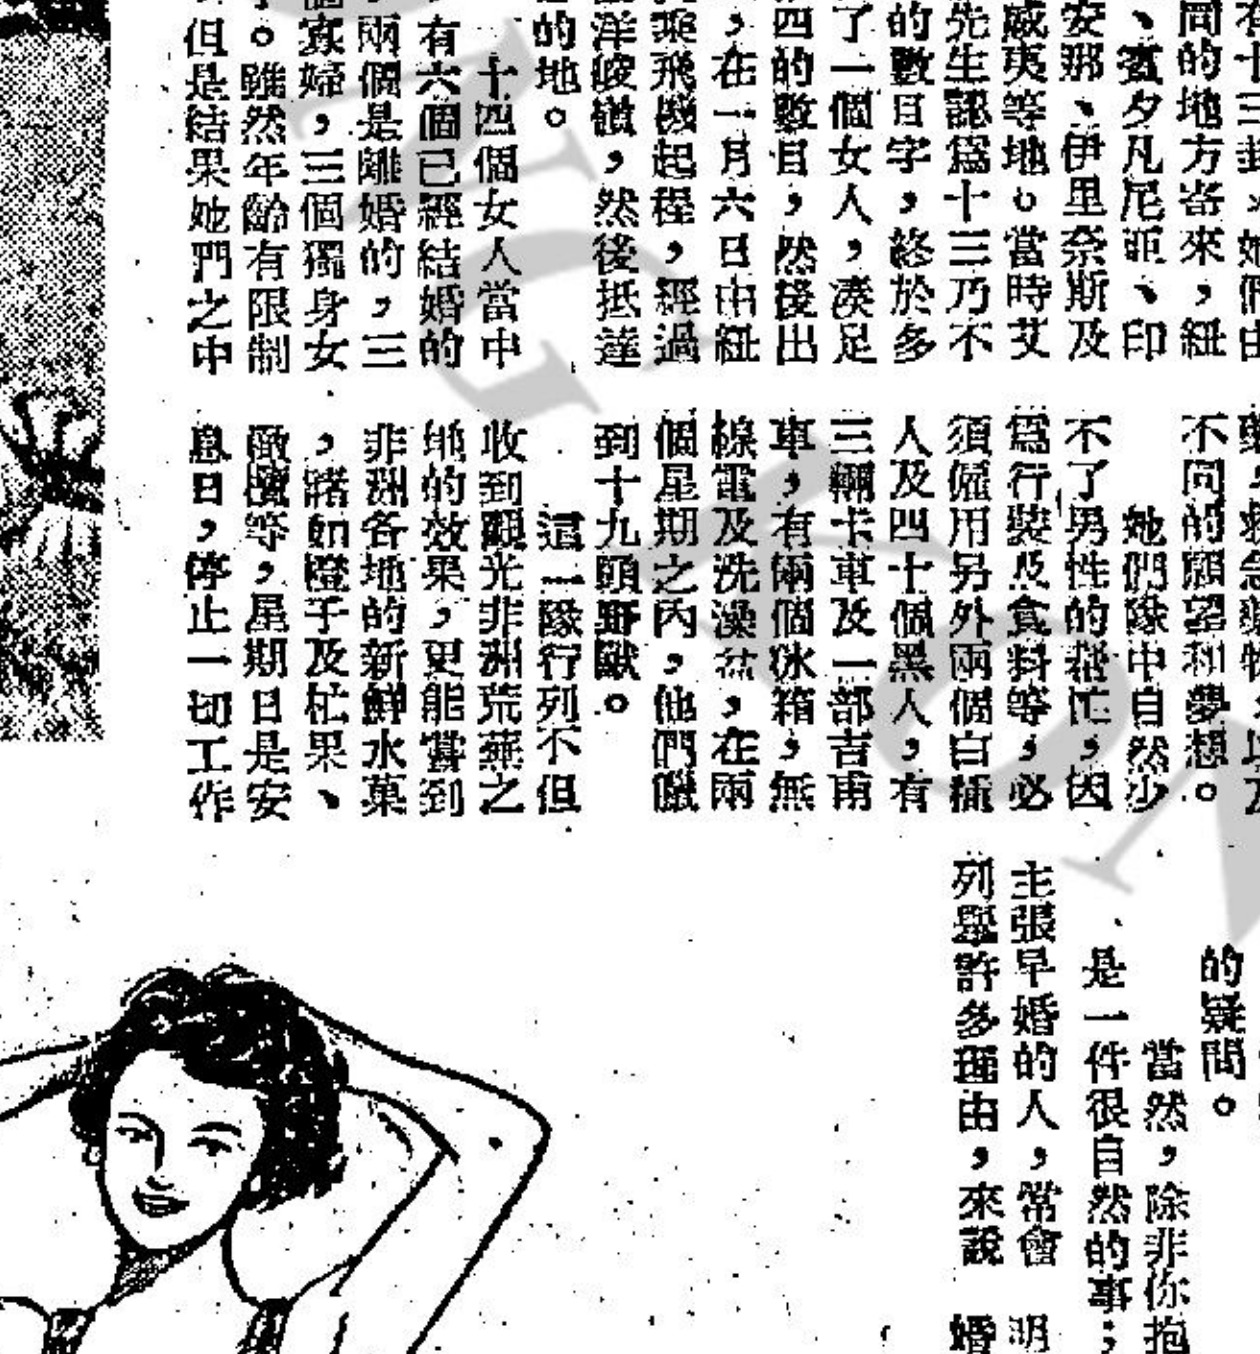 有十三封,她們由
同的地方寄來,紐
、賓夕凡尼亞、印
安那、伊里奈斯及
威夷等地。當時艾
先生認爲十三乃不
的數目字,終於多
了一個女人,湊足
四的數目,然後出
,在一月六日由紐
乘飛機起程,經過
洋峻嶺,然後抵達
的地。
十四個女人當中
有六個已經結婚的
兩個是離婚的,三
寡婦,三個獨身女
。雖然年齡有限制
但是結果她門之中
不同的願望和夢想。
她們隊中自然少
不了男性的幫忙,因
爲行裝及食料等,必
須僱用另外兩個白種
人及四十個黑人,有
三輛卡車及一部吉甫
車,有兩個冰箱,無
線電及洗澡盆,在兩
個星期之內,他們獵
到十九頭野獸。
這一隊行列不但
收到觀光非洲荒蕪之
地的效果,更能嘗到
非洲各地的新鮮水菓
,諸如橙子及杧果、
橄欖等,星期日是安
息日,停止一切工作
的疑問。
當然,除非你抱
是一件很自然的事;
主張早婚的人,常會
列舉許多理由,來說
明
婚